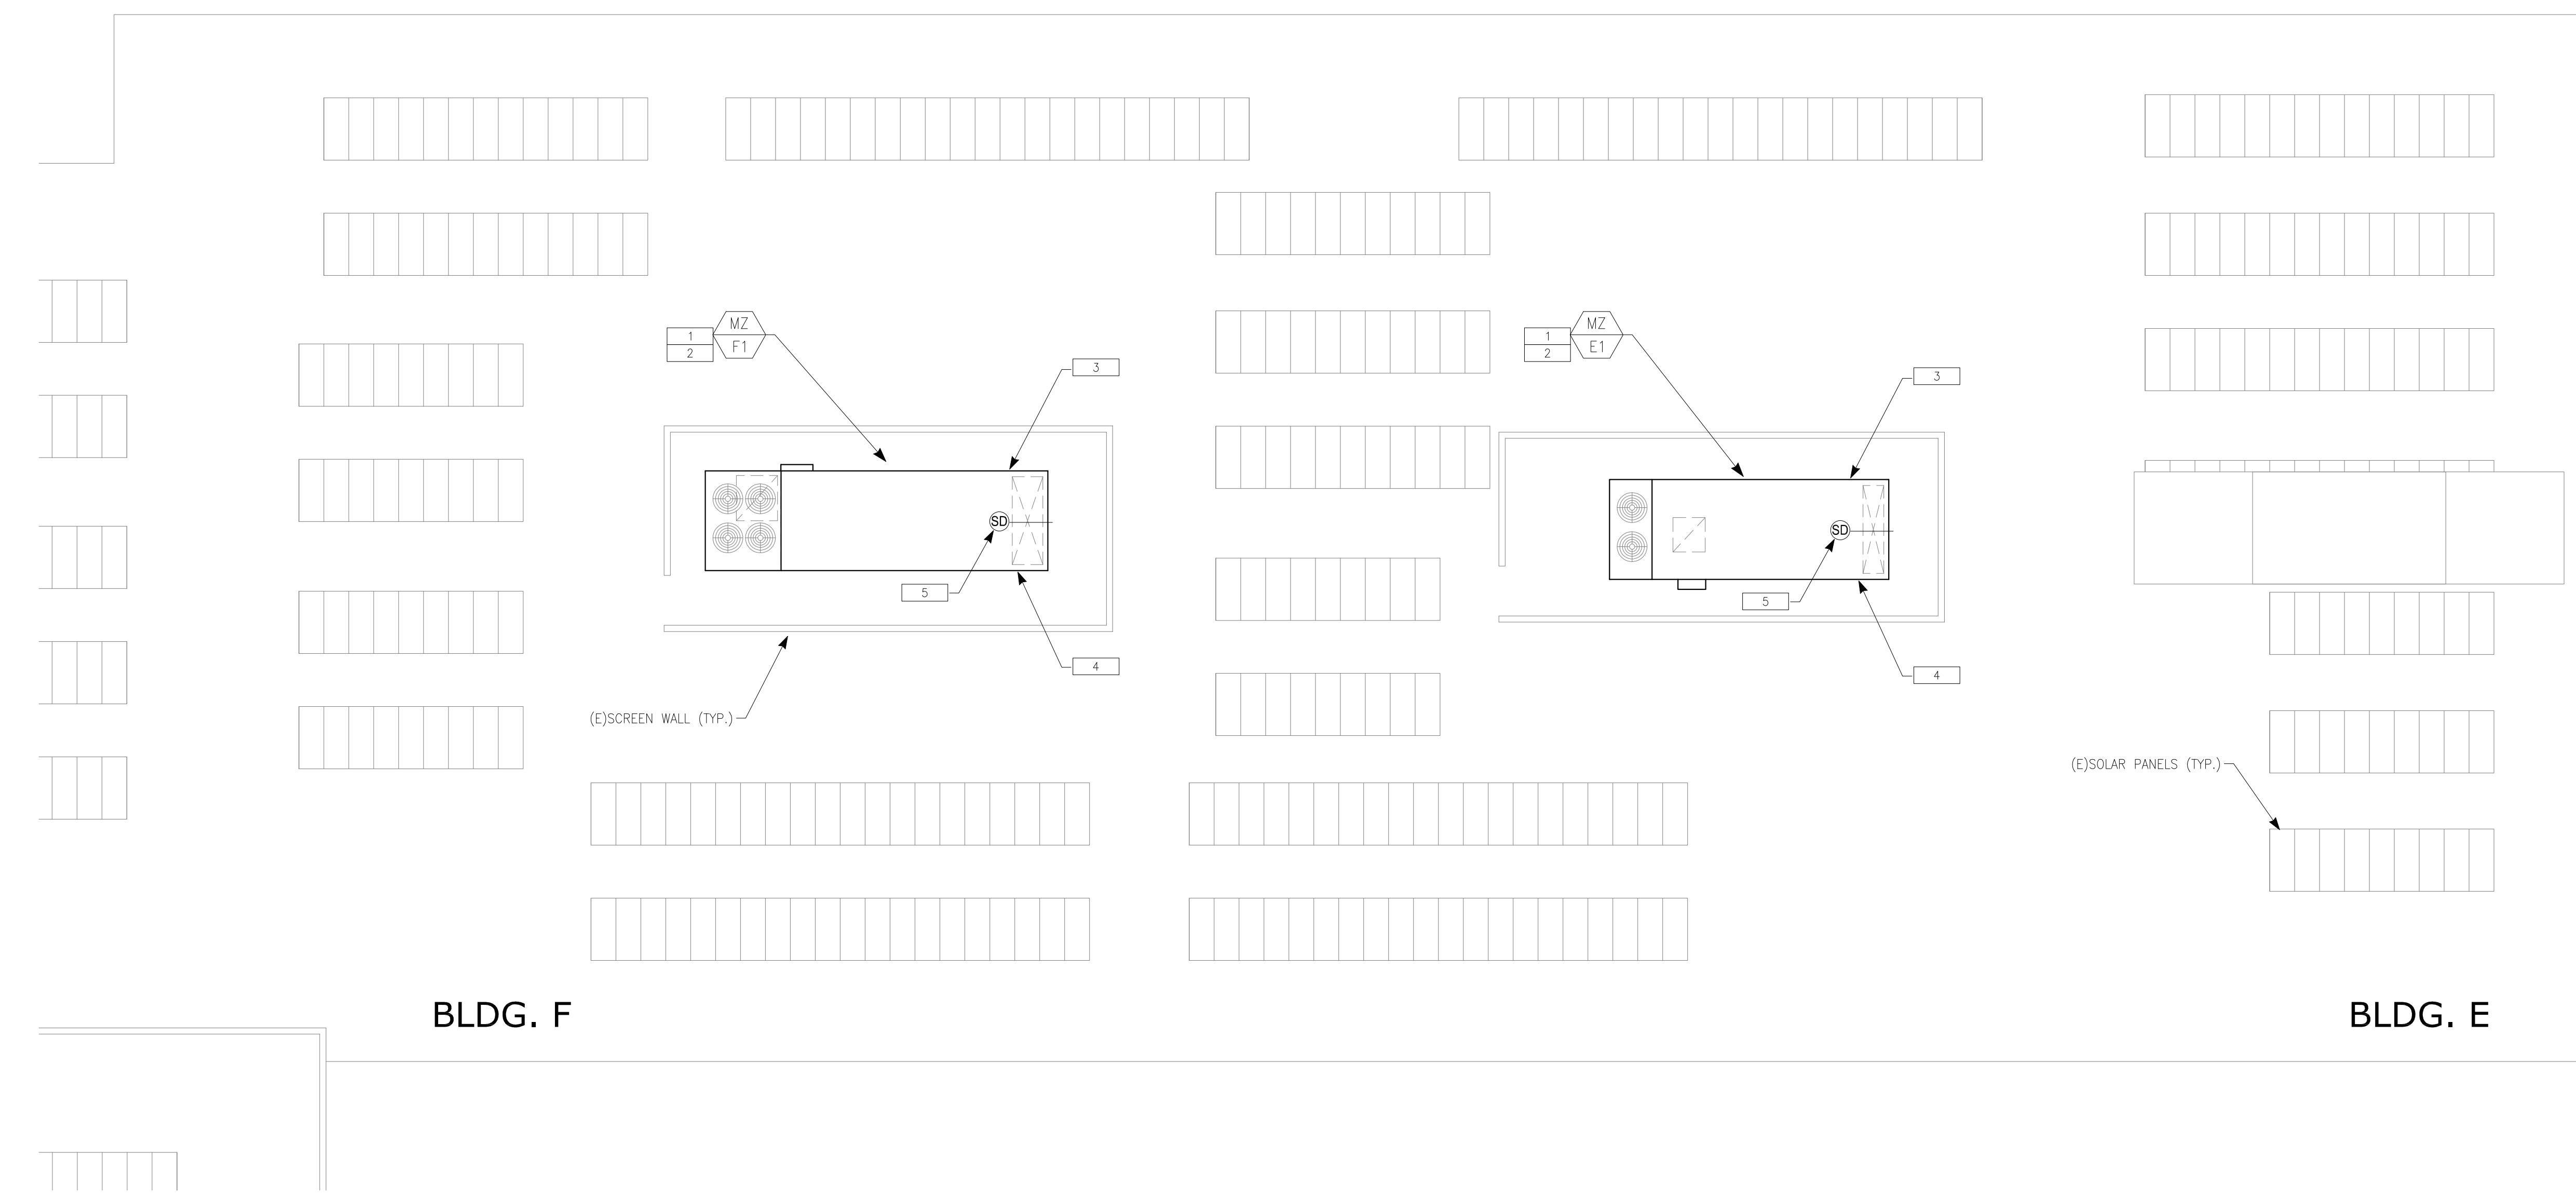 MZ
F1
1
2
3
SD
5
4
(E)SCREEN WALL (TYP.)
MZ
E1
1
2
3
SD
5
4
(E)SOLAR PANELS (TYP.)
BLDG. F
BLDG. E